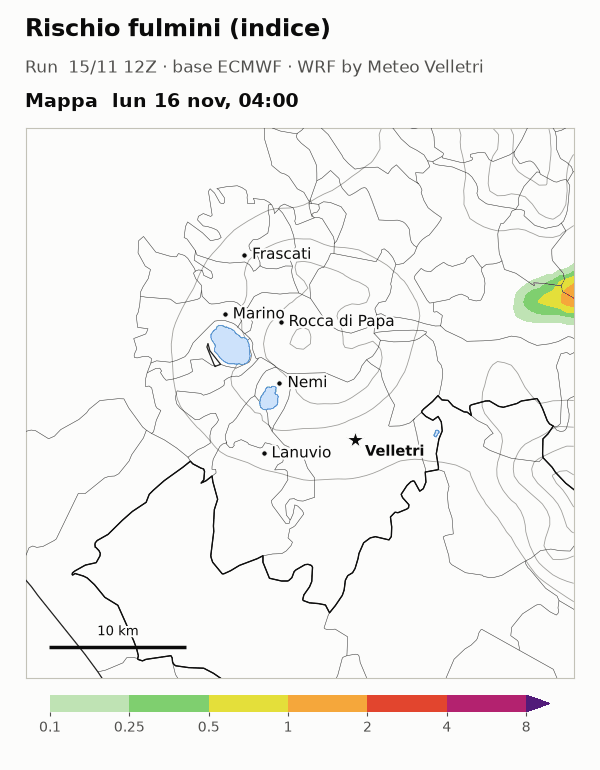 Rischio fulmini (indice)
Run  15/11 12Z · base ECMWF · WRF by Meteo Velletri
Mappa  lun 16 nov, 04:00
Frascati
Marino
Rocca di Papa
Nemi
Velletri
Lanuvio
10 km
0.1 0.25 0.5 1 2 4 8